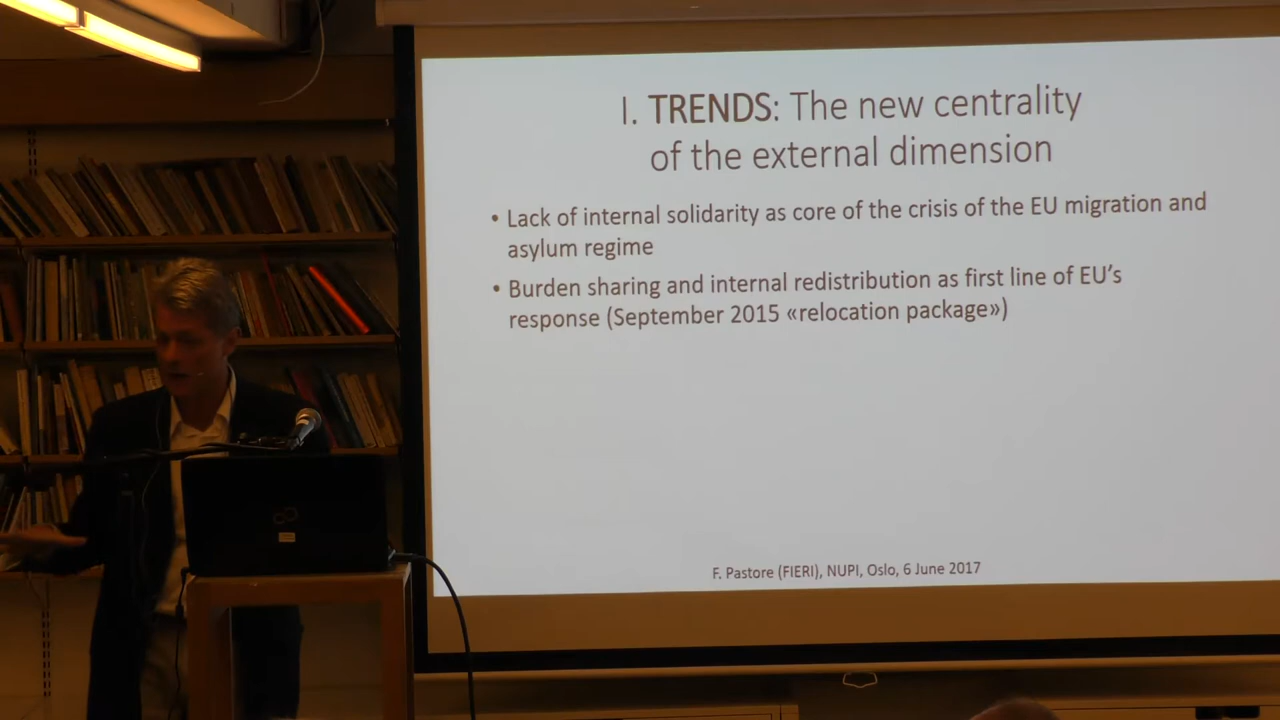 I. TRENDS: The new centrality
of the external dimension
• Lack of internal solidarity as core of the crisis of the EU migration and
asylum regime
• Burden sharing and internal redistribution as first line of EU's
response (September 2015 «relocation package»)
F. Pastore (FIERI), NUPI, Oslo, 6 June 2017